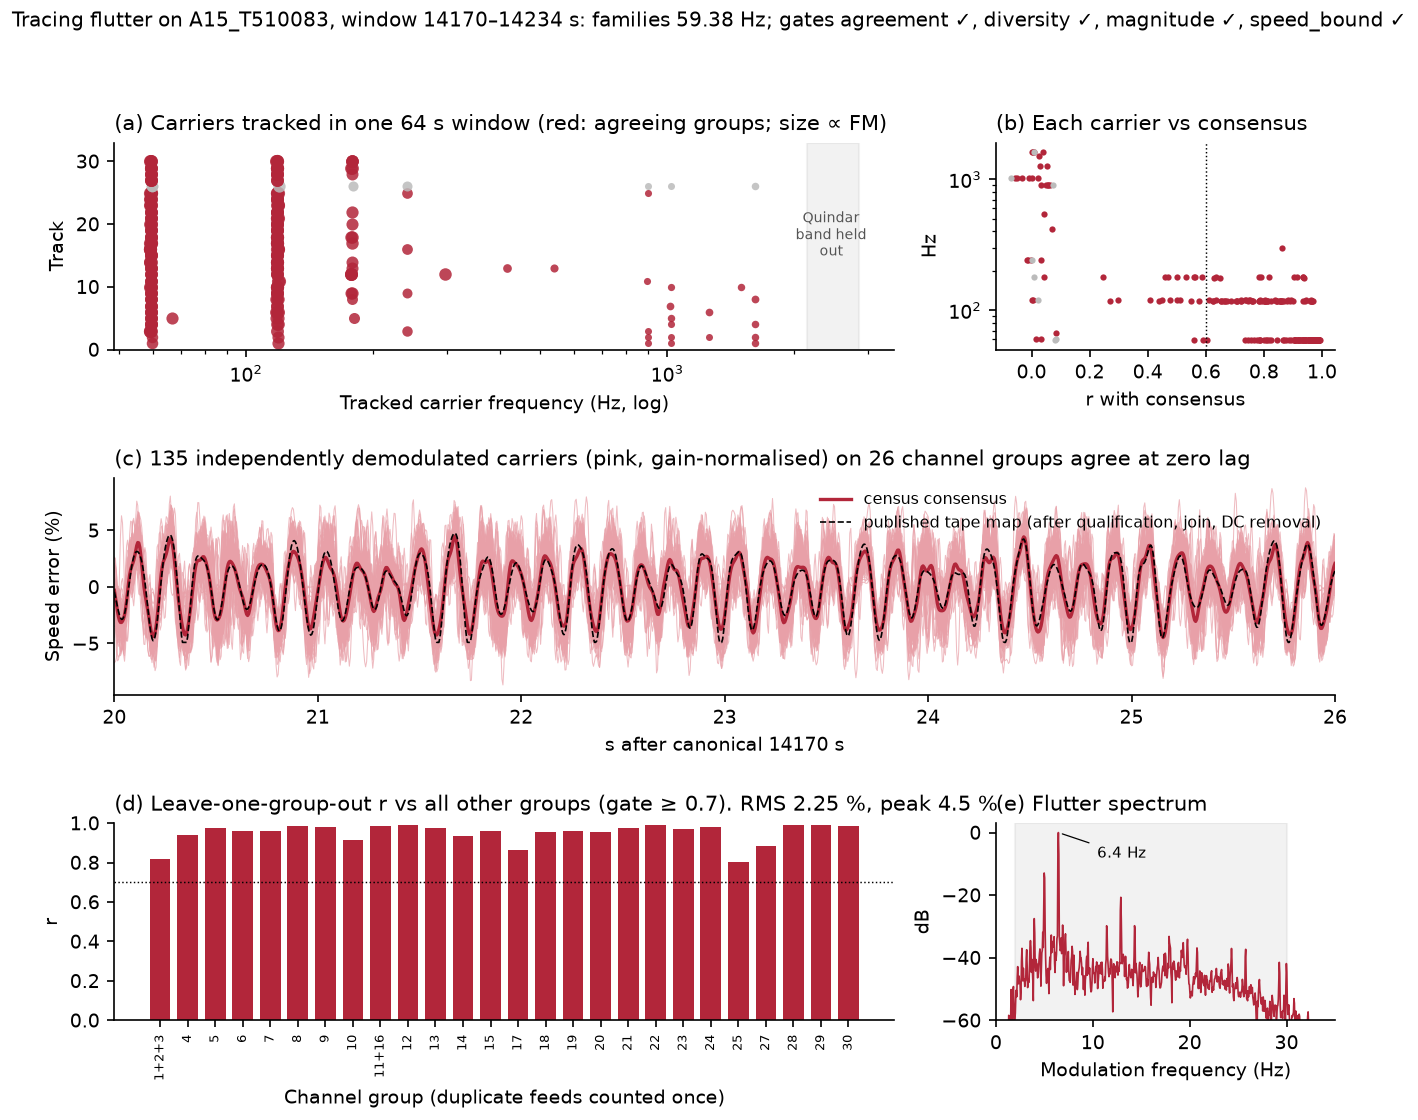 Tracing flutter on A15_T510083, window 14170–14234 s: families 59.38 Hz; gates agreement ✓, diversity ✓, magnitude ✓, speed_bound ✓
(a) Carriers tracked in one 64 s window (red: agreeing groups; size ∝ FM)
30
20
10
0
Track
Quindar
band held
out
10²
10³
Tracked carrier frequency (Hz, log)
(b) Each carrier vs consensus
10³
10²
Hz
0.0
0.2
0.4
0.6
0.8
1.0
r with consensus
(c) 135 independently demodulated carriers (pink, gain-normalised) on 26 channel groups agree at zero lag
census consensus
published tape map (after qualification, join, DC removal)
5
0
−5
Speed error (%)
20
21
22
23
24
25
26
s after canonical 14170 s
(d) Leave-one-group-out r vs all other groups (gate ≥ 0.7). RMS 2.25 %, peak 4.5 %
1.0
0.8
0.6
0.4
0.2
0.0
r
1+2+3
4
5
6
7
8
9
10
11+16
12
13
14
15
17
18
19
20
21
22
23
24
25
27
28
29
30
Channel group (duplicate feeds counted once)
(e) Flutter spectrum
6.4 Hz
0
−20
−40
−60
dB
0
10
20
30
Modulation frequency (Hz)